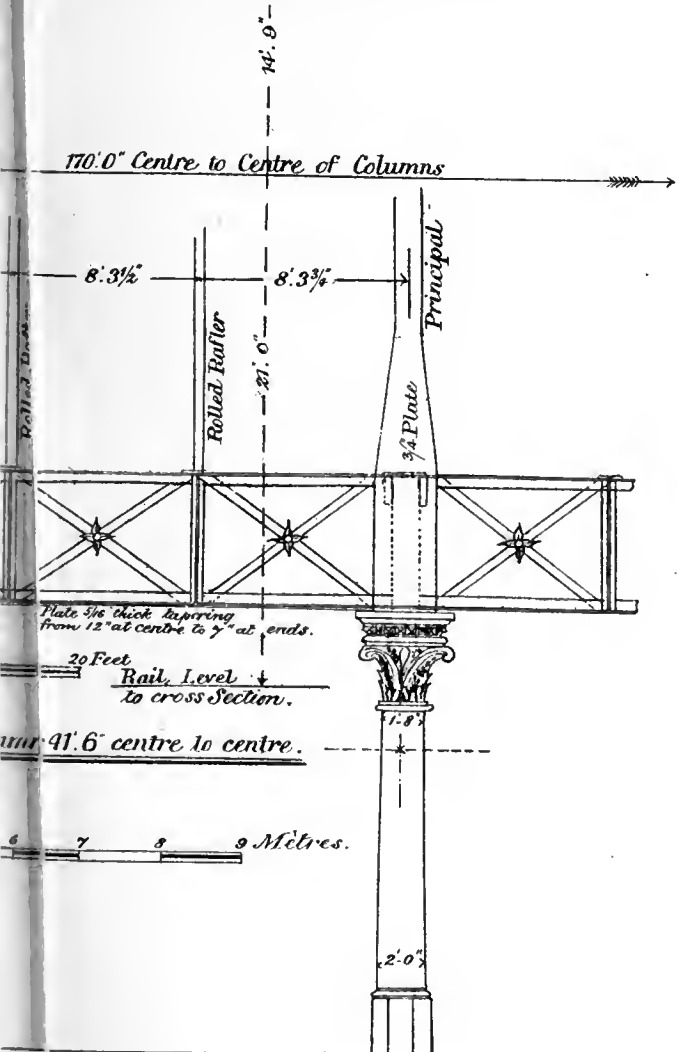 14'. 9"
170'.0" Centre to Centre of Columns
8'.3½"
8'.3¾"
Principal
Rolled
Rolled Rafter
21'. 0"
¾ Plate
Plate 5/16 thick tapering
from 12" at centre to 7" at ends.
20 Feet
Rail Level
to cross Section.
1'-8"
41'.6" centre to centre.
6 7 8 9 Mètres.
2'-0"